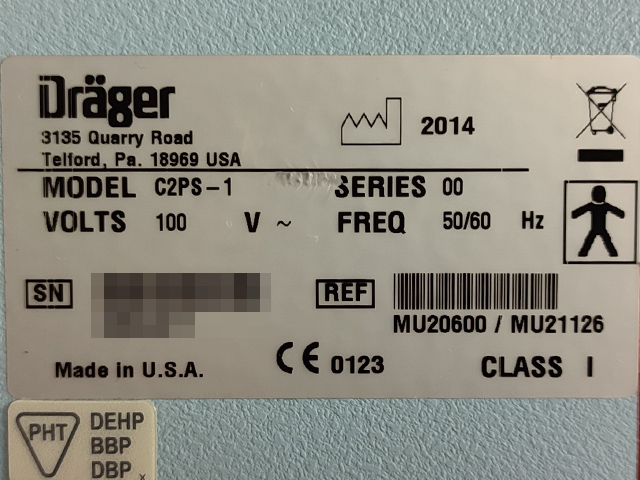 Dräger
3135 Quarry Road
Telford, Pa. 18969 USA
2014
MODEL C2PS-1 SERIES 00
VOLTS 100 V ~ FREQ 50/60 Hz
SN REF
MU20600 / MU21126
Made in U.S.A. CE 0123 CLASS I
PHT DEHP
BBP
DBP